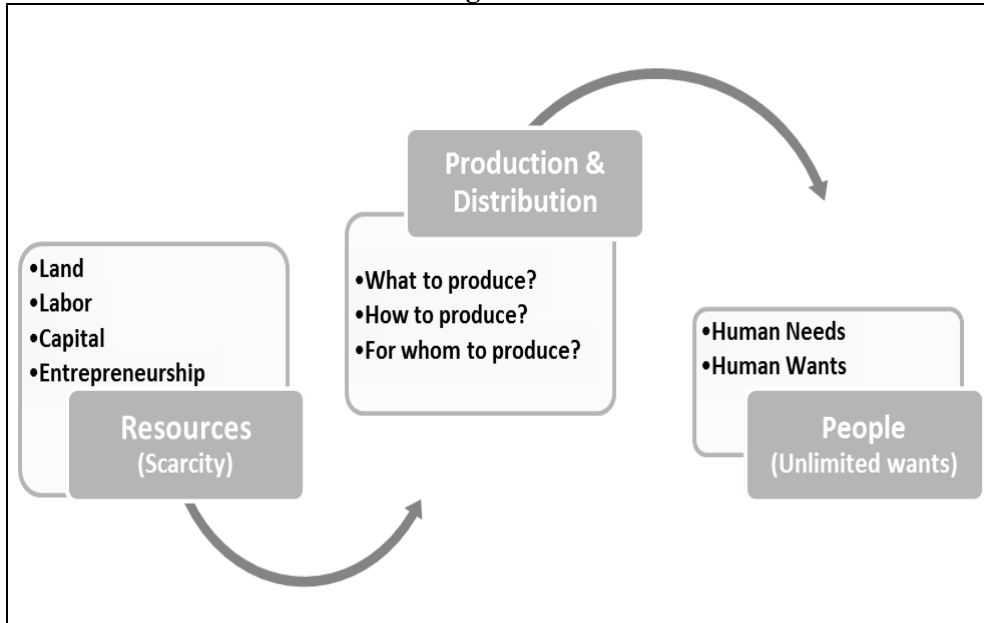 •Land
•Labor
•Capital
•Entrepreneurship
Resources
(Scarcity)
Production &
Distribution
•What to produce?
•How to produce?
•For whom to produce?
•Human Needs
•Human Wants
People
(Unlimited wants)